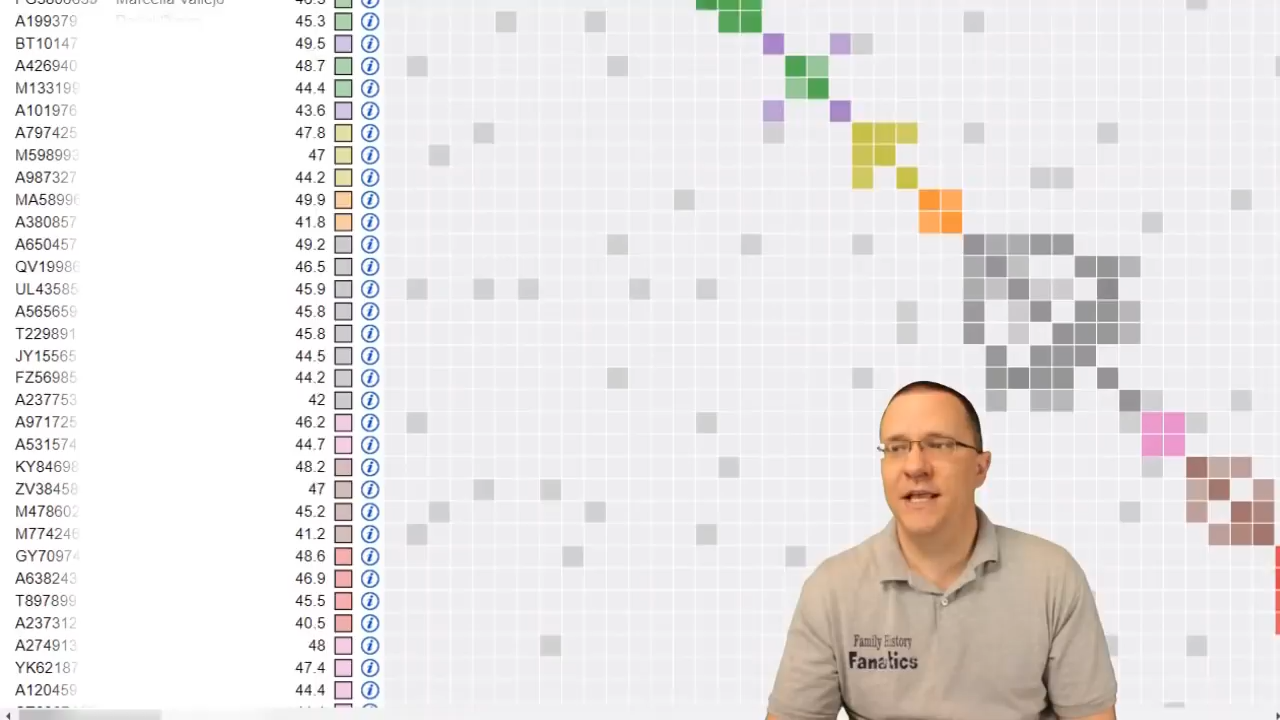 A199379 45.3
BT10147 49.5
A426940 48.7
M133199 44.4
A101976 43.6
A797425 47.8
M598993 47
A987327 44.2
MA58996 49.9
A380857 41.8
A650457 49.2
QV19986 46.5
UL43585 45.9
A565659 45.8
T229891 45.8
JY15565 44.5
FZ56985 44.2
A237753 42
A971725 46.2
A531574 44.7
KY84698 48.2
ZV38458 47
M478602 45.2
M774246 41.2
GY70974 48.6
A638243 46.9
T897899 45.5
A237312 40.5
A274913 48
YK62187 47.4
A120459 44.4
Family History
Fanatics